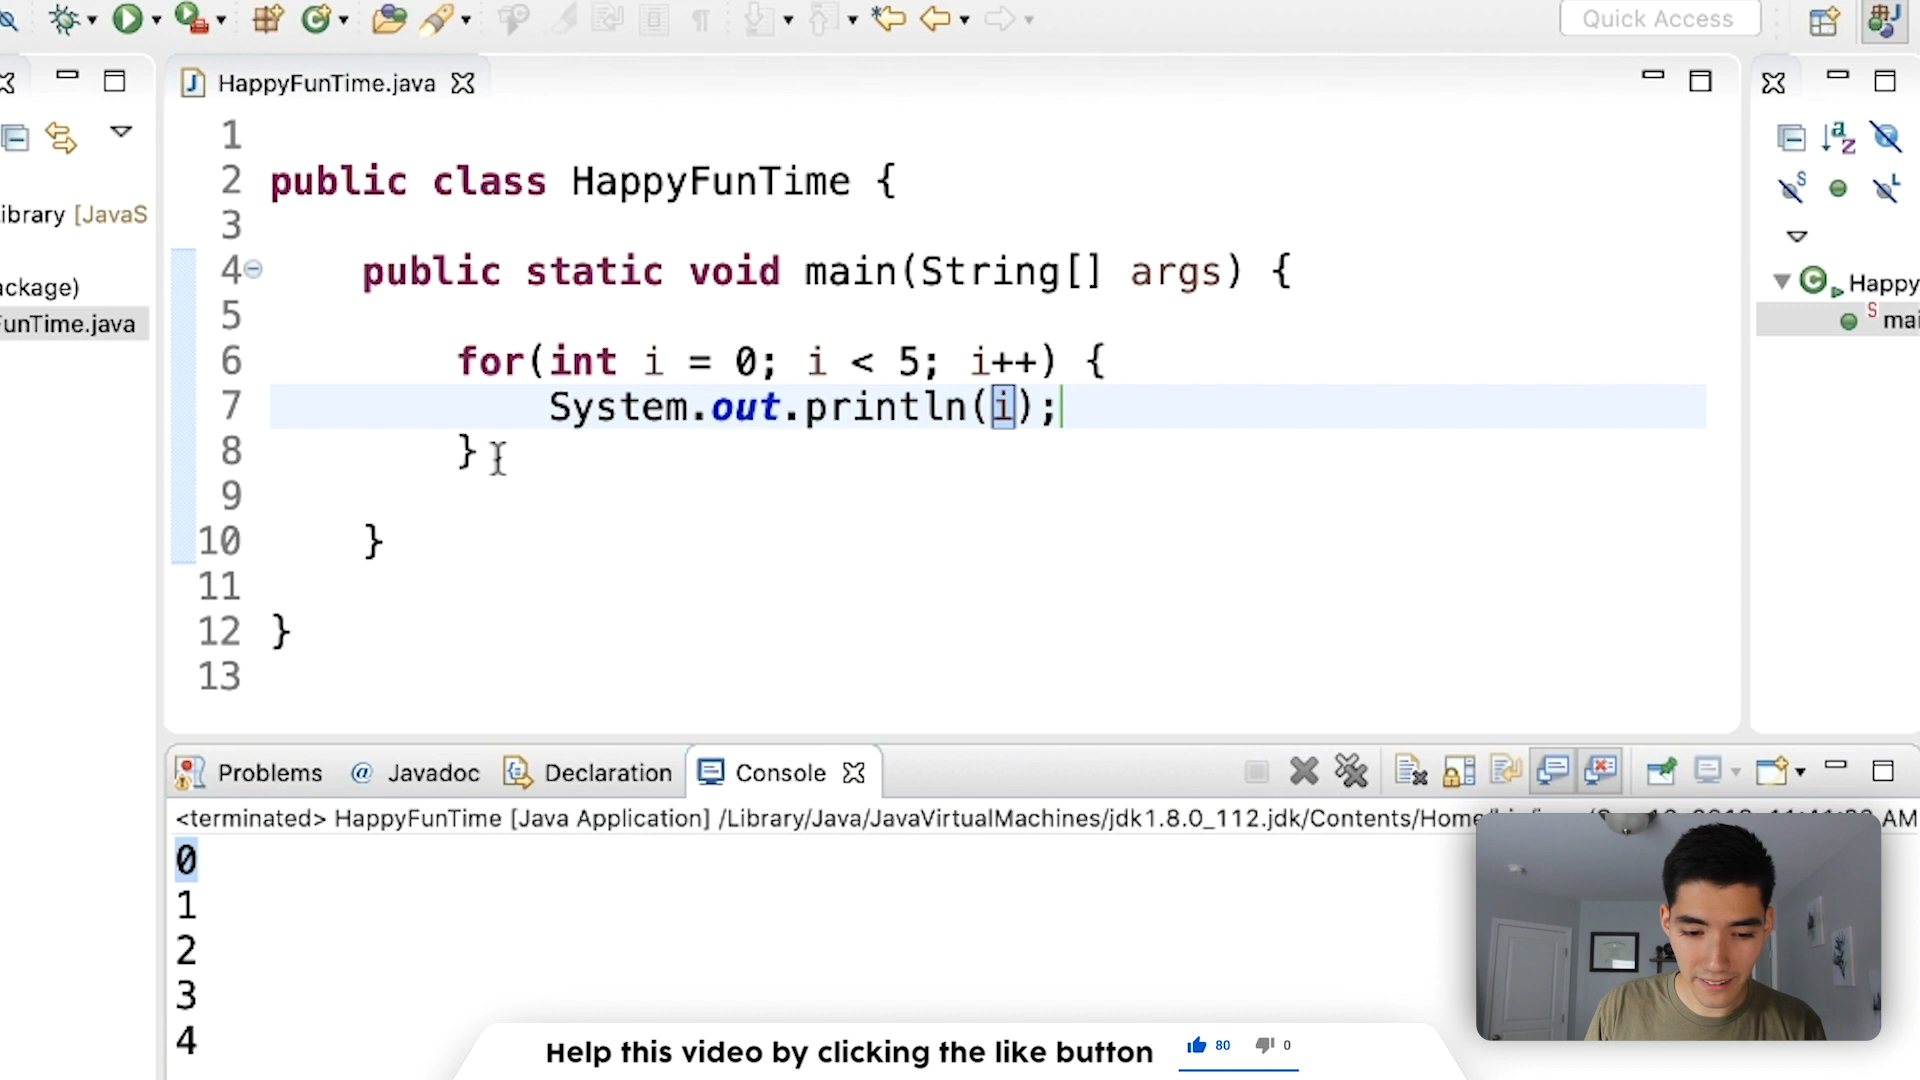 Quick Access
HappyFunTime.java
ibrary [JavaS
ackage)
FunTime.java
1
2 public class HappyFunTime {
3
4 public static void main(String[] args) {
5
6 for(int i = 0; i < 5; i++) {
7 System.out.println(i);
8 }
9
10 }
11
12 }
13
Happy
mai
Problems @ Javadoc Declaration Console
<terminated> HappyFunTime [Java Application] /Library/Java/JavaVirtualMachines/jdk1.8.0_112.jdk/Contents/Home AM
0
1
2
3
4
Help this video by clicking the like button 80 0